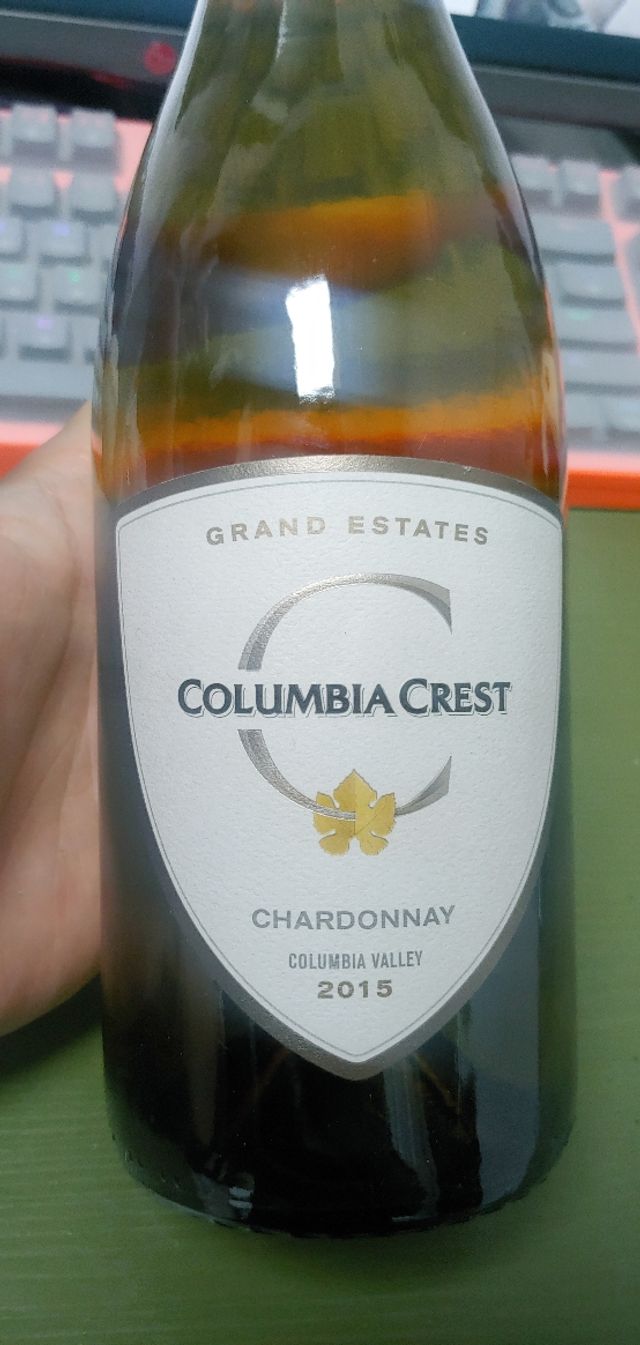 GRAND ESTATES
COLUMBIA CREST
CHARDONNAY
COLUMBIA VALLEY
2015